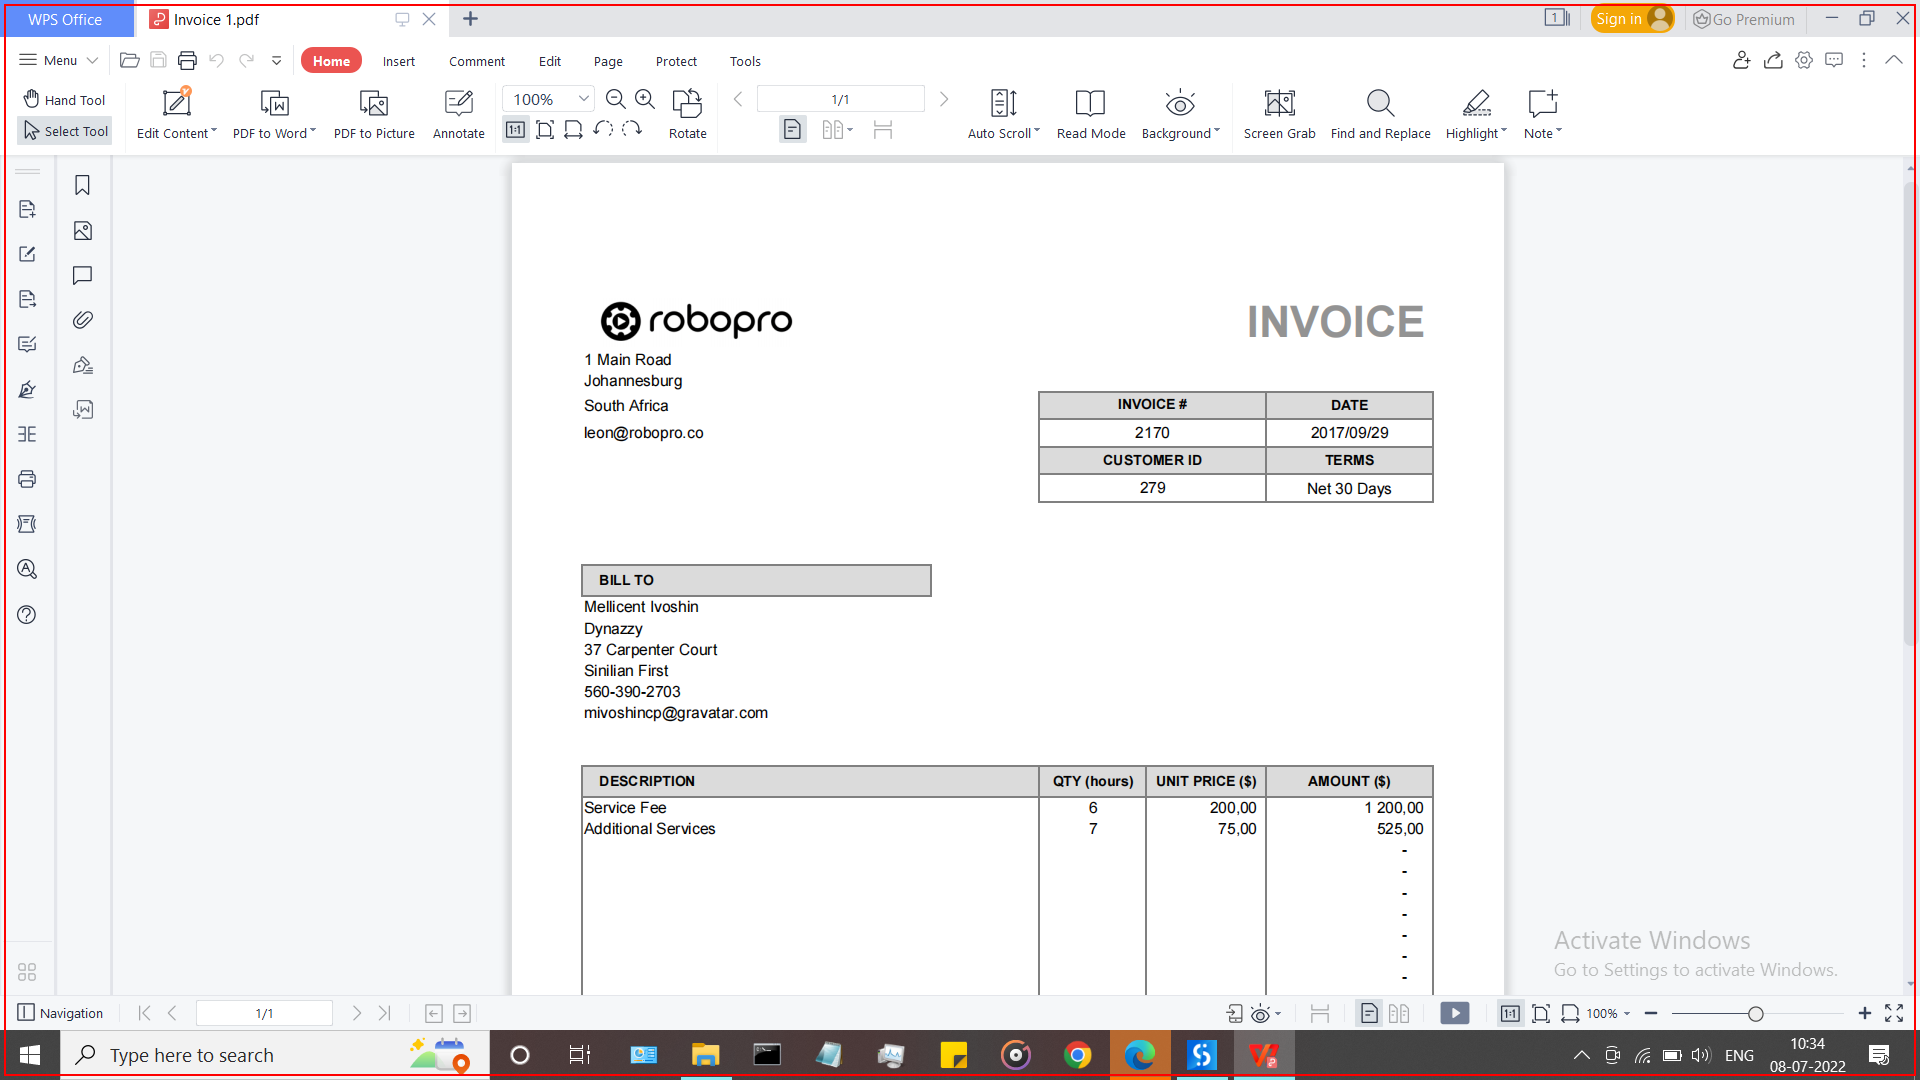 WPS Office
Invoice 1.pdf
1
Sign in
Go Premium
Menu
Home
Insert
Comment
Edit
Page
Protect
Tools
Hand Tool
Select Tool
Edit Content
PDF to Word
PDF to Picture
Annotate
100%
1:1
Rotate
1/1
Auto Scroll
Read Mode
Background
Screen Grab
Find and Replace
Highlight
Note
robopro
INVOICE
1 Main Road
Johannesburg
South Africa
leon@robopro.co
INVOICE # DATE
2170 2017/09/29
CUSTOMER ID TERMS
279 Net 30 Days
BILL TO
Mellicent Ivoshin
Dynazzy
37 Carpenter Court
Sinilian First
560-390-2703
mivoshincp@gravatar.com
DESCRIPTION QTY (hours) UNIT PRICE ($) AMOUNT ($)
Service Fee 6 200,00 1 200,00
Additional Services 7 75,00 525,00
-
-
-
-
-
-
-
Activate Windows
Go to Settings to activate Windows.
Navigation
1/1
1:1
100%
Type here to search
ENG
10:34
08-07-2022